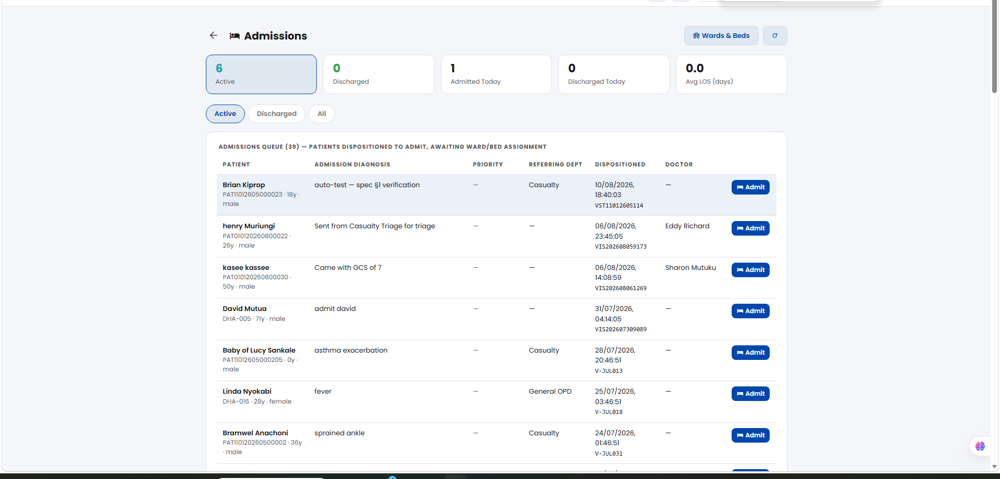 Admissions
Wards & Beds
6
Active
0
Discharged
1
Admitted Today
0
Discharged Today
0.0
Avg LOS (days)
Active
Discharged
All
ADMISSIONS QUEUE (39) — PATIENTS DISPOSITIONED TO ADMIT, AWAITING WARD/BED ASSIGNMENT
PATIENT ADMISSION DIAGNOSIS PRIORITY REFERRING DEPT DISPOSITIONED DOCTOR
Brian Kiprop auto-test — spec §1 verification — Casualty 10/08/2026, — Admit
PAT11012605000023 · 18y · 18:40:03
male VST11012605114
henry Muriungi Sent from Casualty Triage for triage — — 06/08/2026, Eddy Richard Admit
PAT010120260800022 · 23:45:05
26y · male VIS202608059173
kasee kassee Came with GCS of 7 — — 06/08/2026, Sharon Mutuku Admit
PAT010120260800030 · 14:08:59
50y · male VIS202608061269
David Mutua admit david — — 31/07/2026, — Admit
DHA-005 · 71y · male 04:14:05
VIS202607309089
Baby of Lucy Sankale asthma exacerbation — Casualty 28/07/2026, — Admit
PAT11012605000205 · 0y · 20:46:51
male V-JUL013
Linda Nyokabi fever — General OPD 25/07/2026, — Admit
DHA-016 · 28y · female 03:46:51
V-JUL018
Bramwel Anachoni sprained ankle — Casualty 24/07/2026, — Admit
PAT110120260500002 · 36y 01:46:51
· male V-JUL031